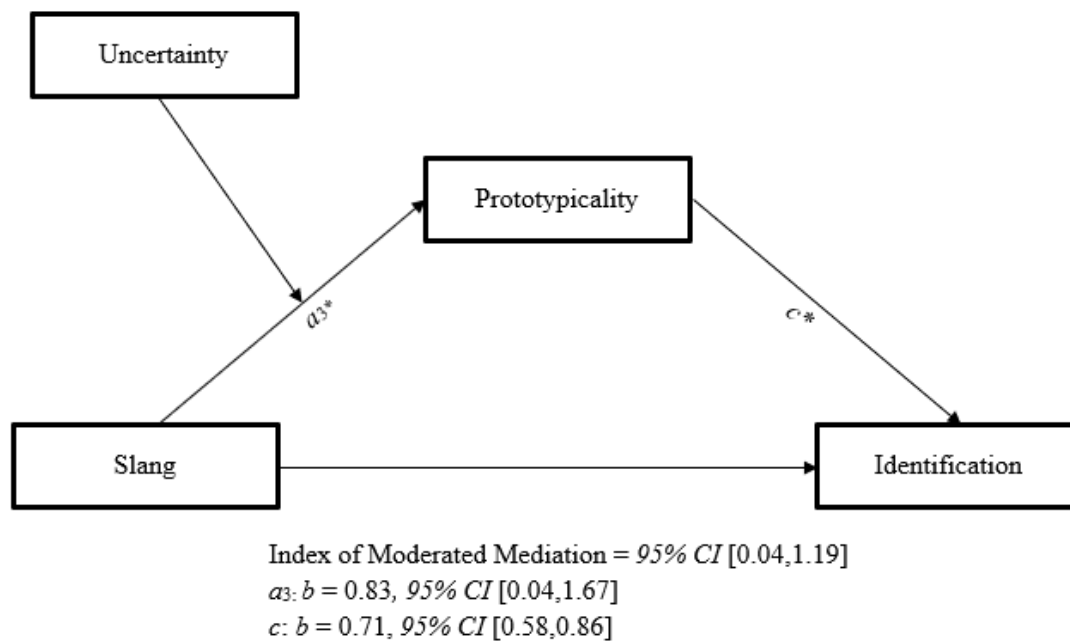 Uncertainty
Prototypicality
a3*
c*
Slang
Identification
Index of Moderated Mediation = 95% CI [0.04,1.19]
a3: b = 0.83, 95% CI [0.04,1.67]
c: b = 0.71, 95% CI [0.58,0.86]